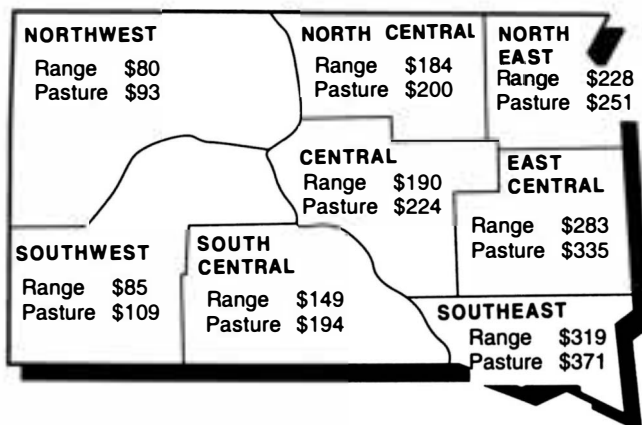 NORTHWEST
Range $80
Pasture $93
NORTH CENTRAL
Range $184
Pasture $200
NORTH
EAST
Range $228
Pasture $251
CENTRAL
Range $190
Pasture $224
EAST
CENTRAL
Range $283
Pasture $335
SOUTHWEST
Range $85
Pasture $109
SOUTH
CENTRAL
Range $149
Pasture $194
SOUTHEAST
Range $319
Pasture $371